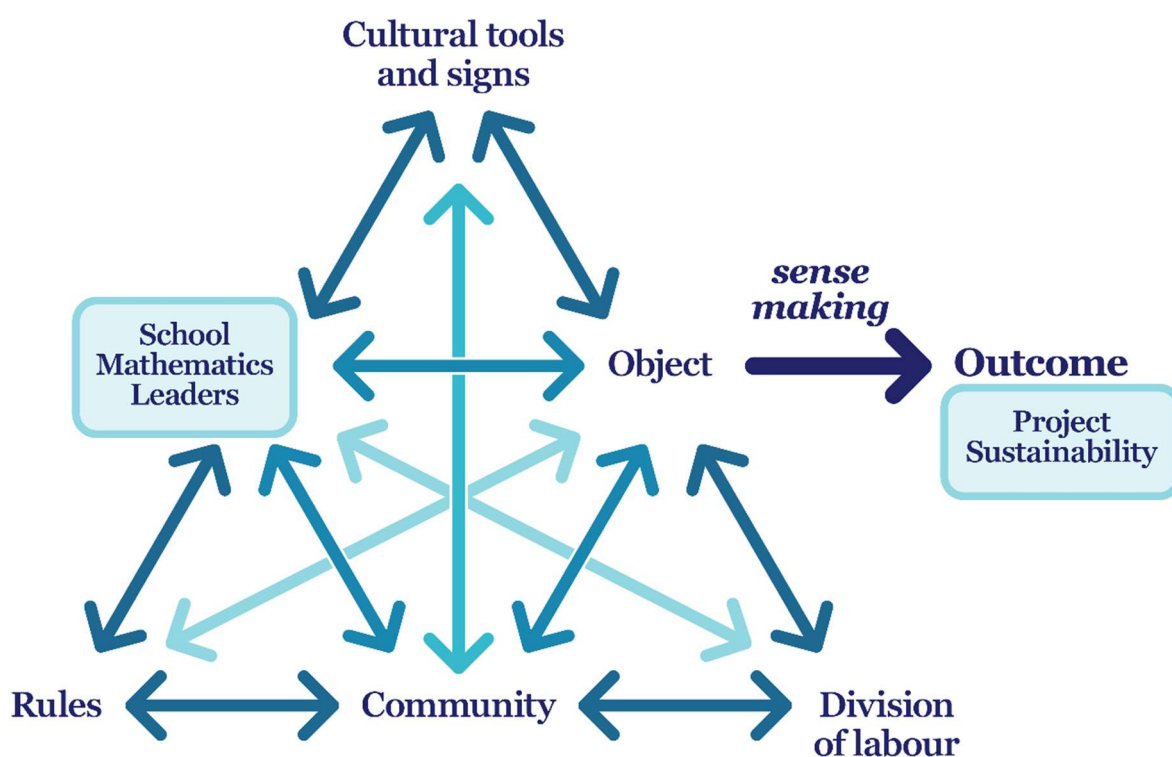 Cultural tools
and signs
sense
making
School
Mathematics
Leaders
Object
Outcome
Project
Sustainability
Rules
Community
Division
of labour